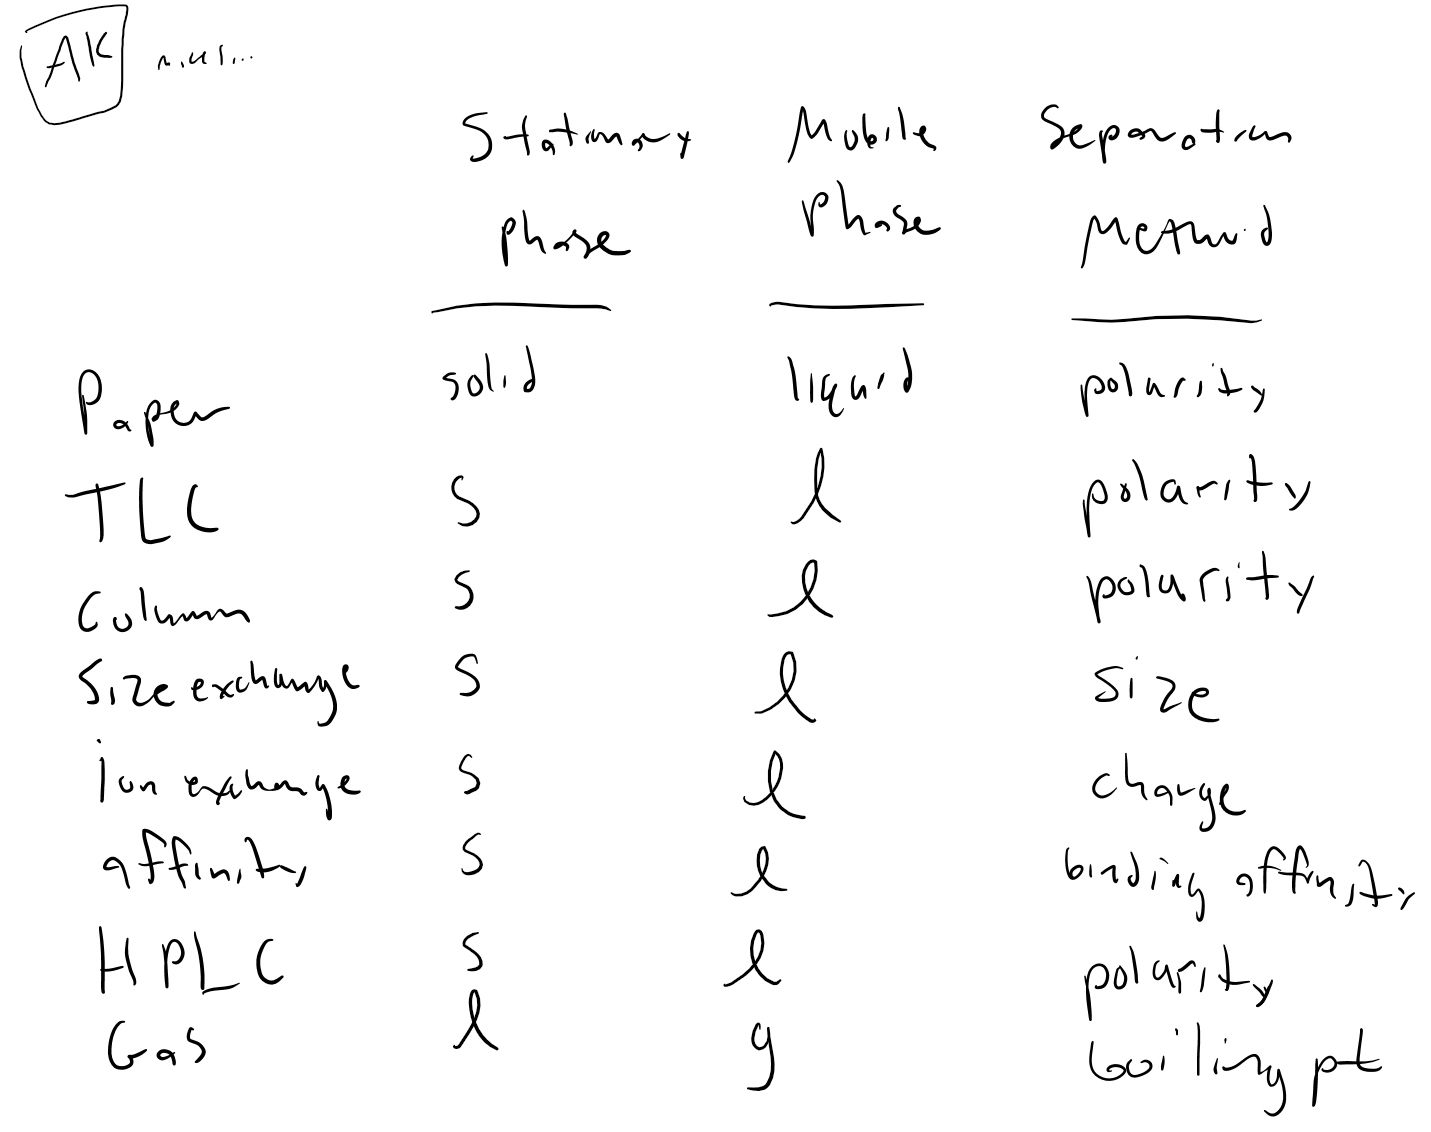 AK
Stationary Mobile Separation
Phase Phase Method
Paper solid liquid polarity
TLC s l polarity
Column s l polarity
Size exchange s l size
ion exchange s l charge
affinity s l binding affinity
HPLC s l polarity
Gas l g boiling pt